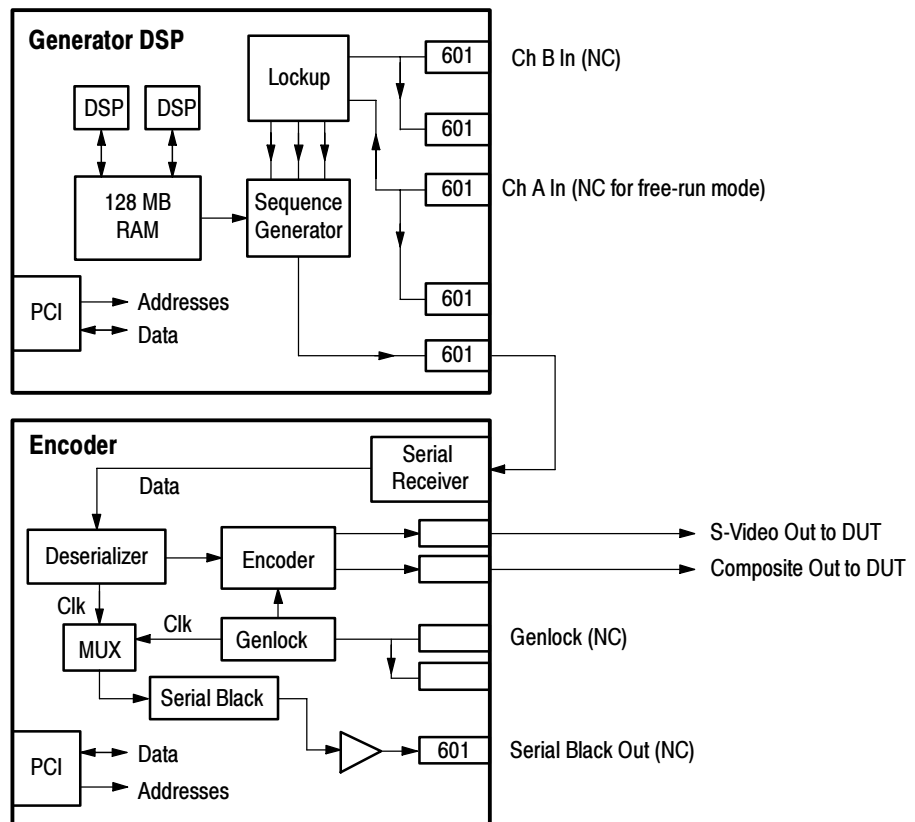 Generator DSP
Lockup
601
Ch B In (NC)
DSP
DSP
601
128 MB
RAM
Sequence
Generator
601
Ch A In (NC for free-run mode)
PCI
Addresses
Data
601
601
Encoder
Serial
Receiver
Data
Deserializer
Encoder
S-Video Out to DUT
Composite Out to DUT
Clk
Clk
MUX
Genlock
Genlock (NC)
Serial Black
PCI
Data
Addresses
601
Serial Black Out (NC)